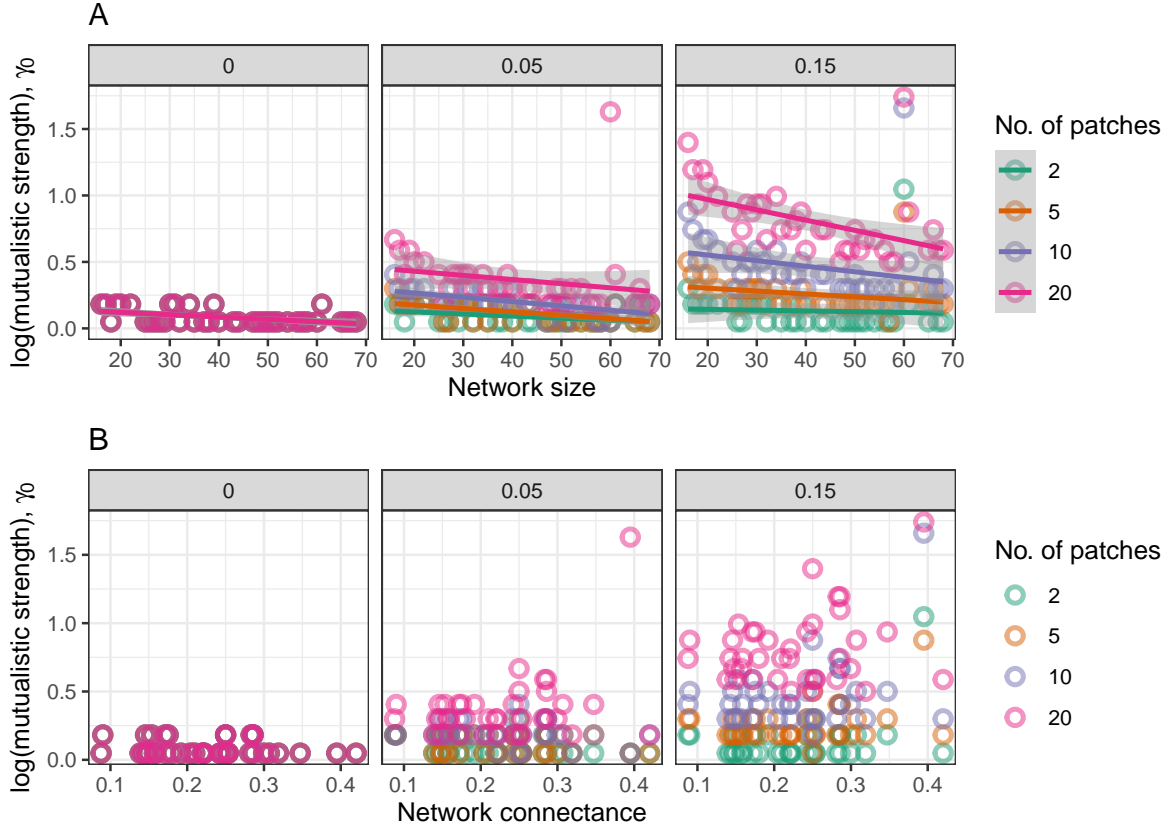 A
0 0.05 0.15
log(mutualistic strength), γ₀
1.5
1.0
0.5
0.0
20 30 40 50 60 70 20 30 40 50 60 70 20 30 40 50 60 70
Network size
No. of patches
2
5
10
20
B
0 0.05 0.15
log(mutualistic strength), γ₀
1.5
1.0
0.5
0.0
0.1 0.2 0.3 0.4 0.1 0.2 0.3 0.4 0.1 0.2 0.3 0.4
Network connectance
No. of patches
2
5
10
20